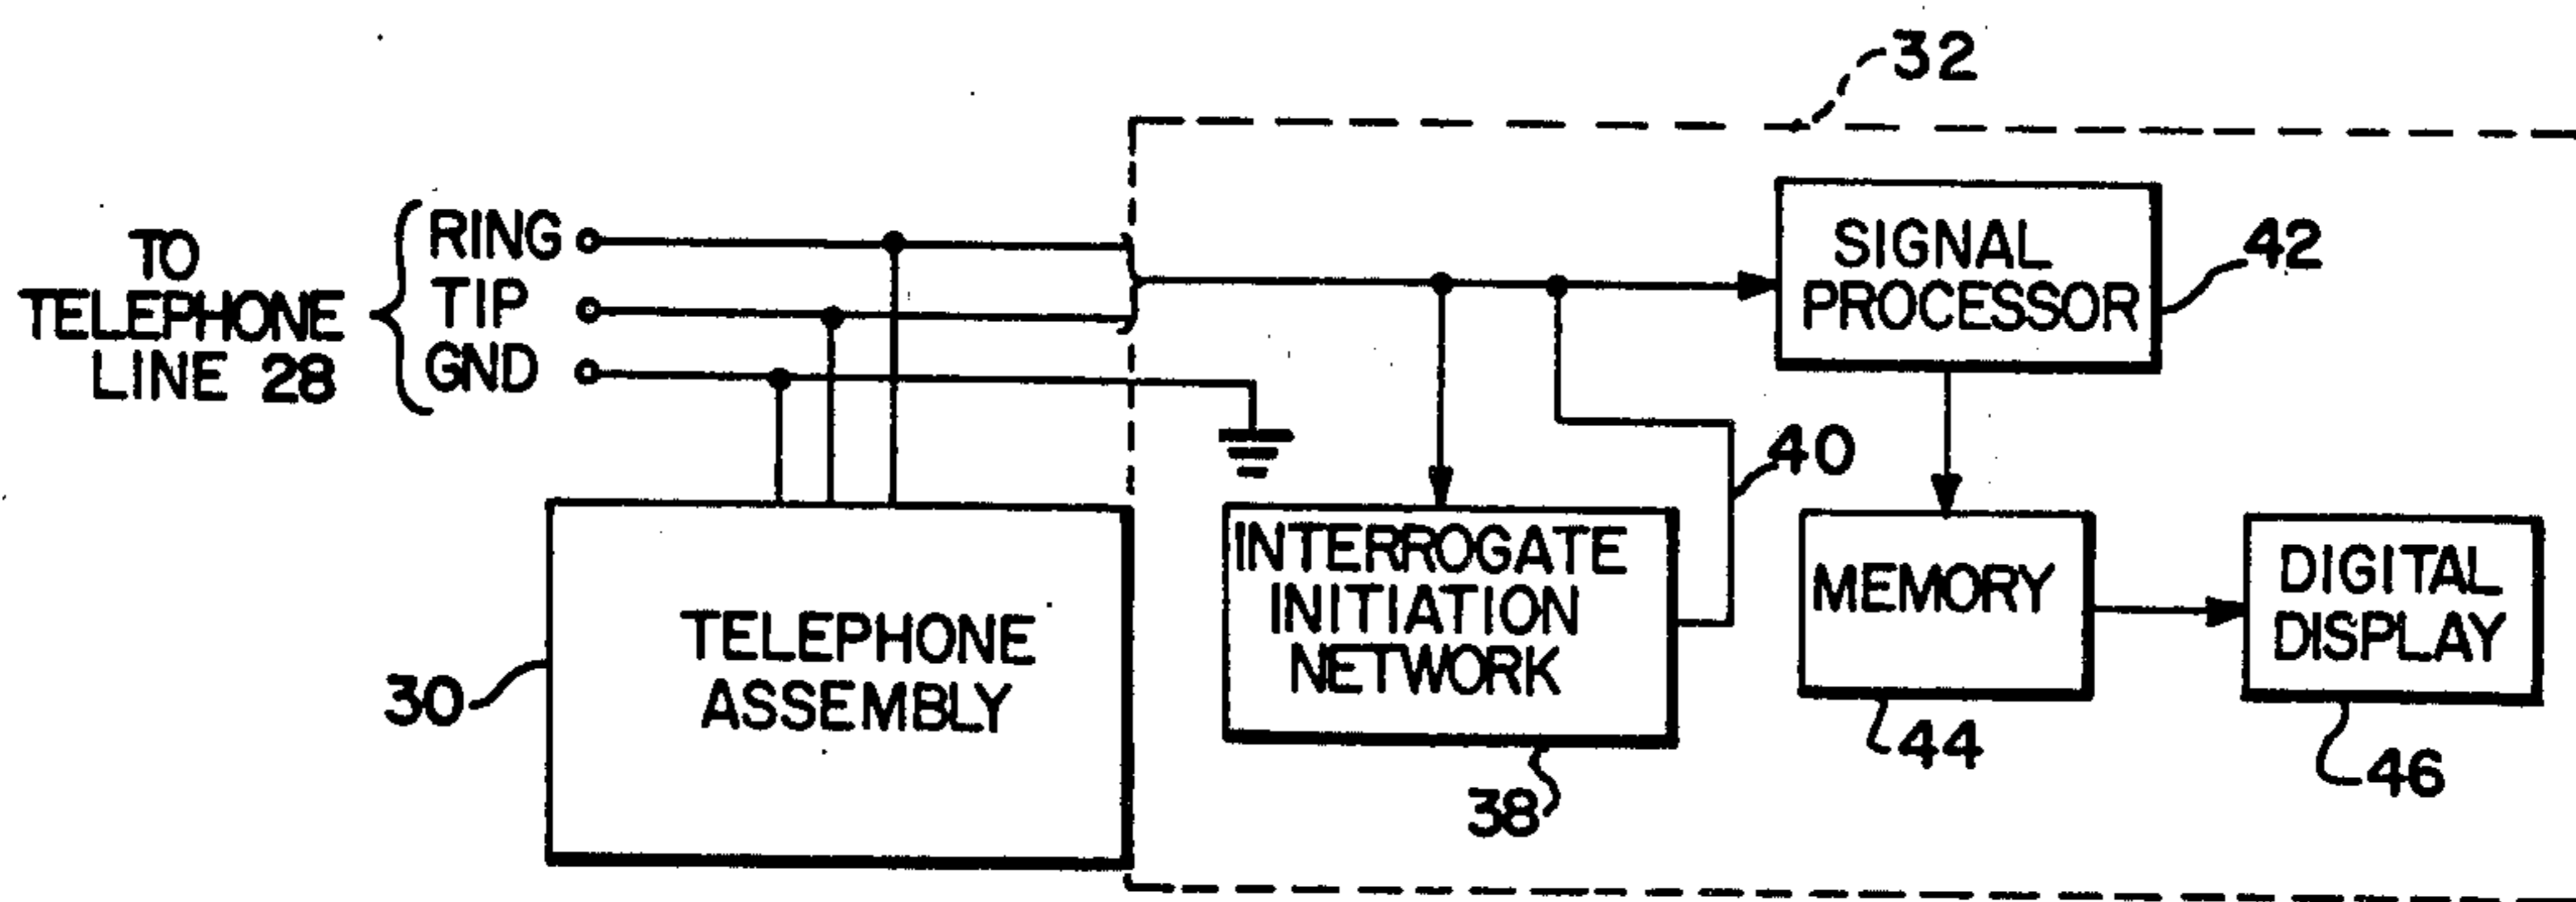 32
TO
TELEPHONE
LINE 28
RING
TIP
GND
SIGNAL
PROCESSOR
42
40
30
TELEPHONE
ASSEMBLY
INTERROGATE
INITIATION
NETWORK
38
MEMORY
44
DIGITAL
DISPLAY
46